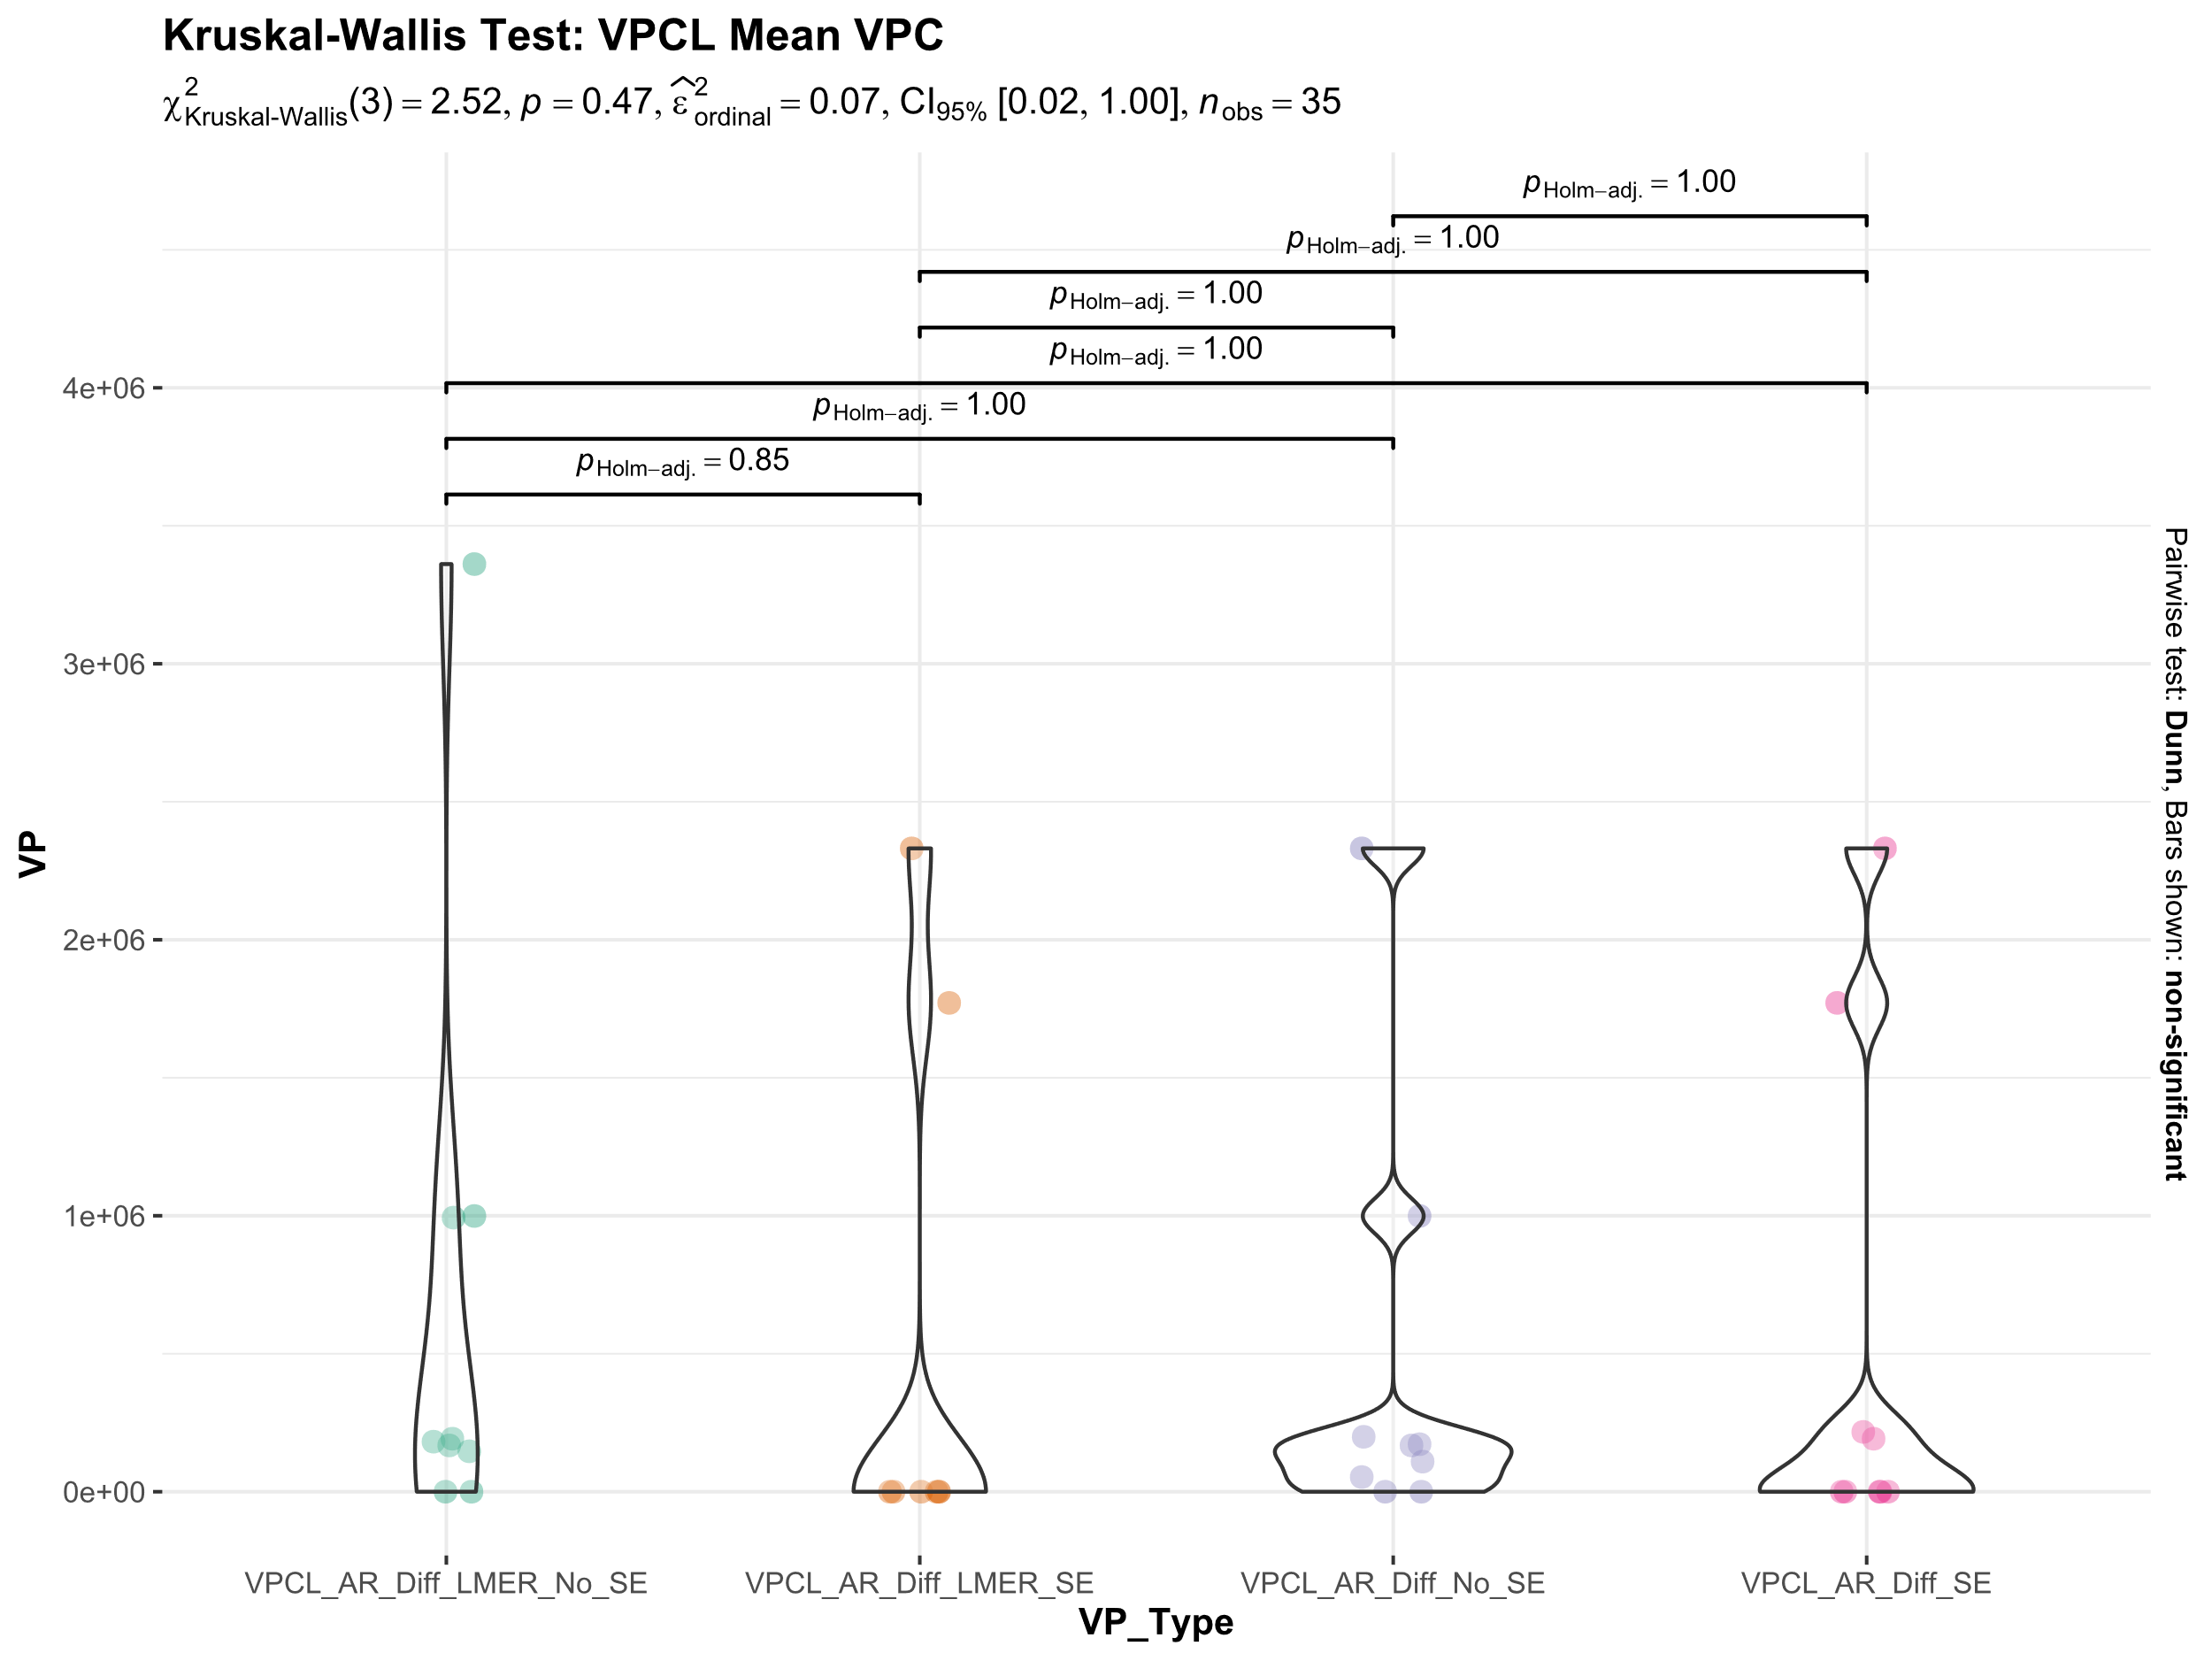 Kruskal-Wallis Test: VPCL Mean VPC
χ²Kruskal-Wallis(3) = 2.52, p = 0.47, ε̂²ordinal = 0.07, CI95% [0.02, 1.00], nobs = 35
pHolm−adj. = 1.00
pHolm−adj. = 1.00
pHolm−adj. = 1.00
pHolm−adj. = 1.00
pHolm−adj. = 1.00
pHolm−adj. = 0.85
4e+06
3e+06
2e+06
1e+06
0e+00
VP
VPCL_AR_Diff_LMER_No_SE
VPCL_AR_Diff_LMER_SE
VPCL_AR_Diff_No_SE
VPCL_AR_Diff_SE
VP_Type
Pairwise test: Dunn, Bars shown: non-significant